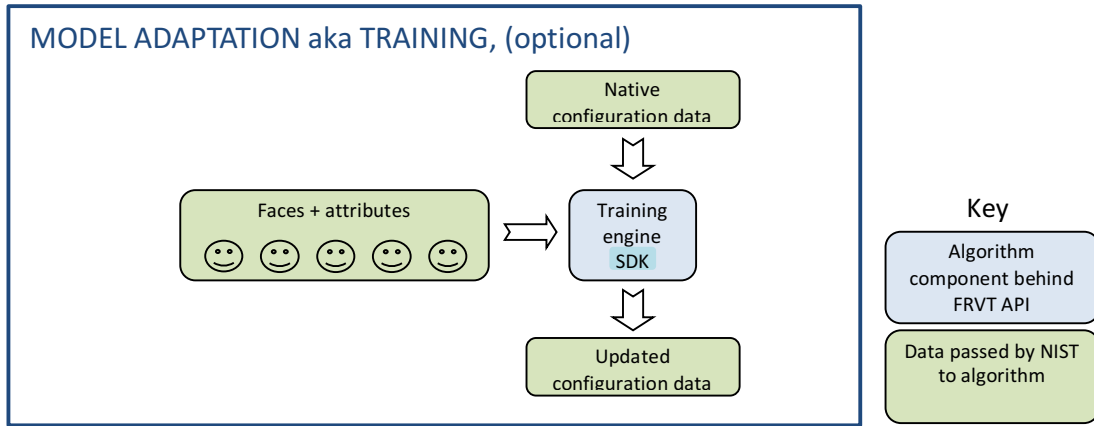 MODEL ADAPTATION aka TRAINING, (optional)
Native
configuration data
Faces + attributes
Training
engine
SDK
Updated
configuration data
Key
Algorithm
component behind
FRVT API
Data passed by NIST
to algorithm